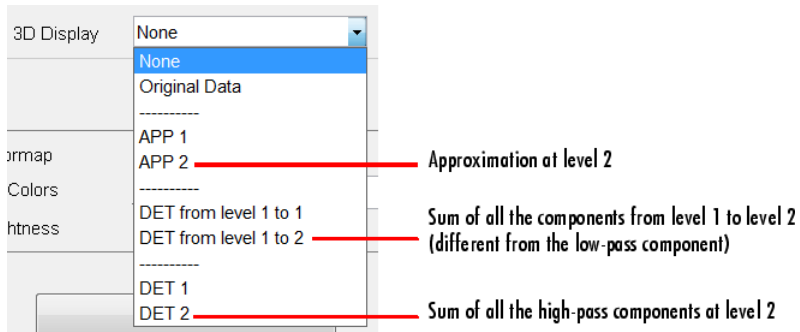 3D Display None
None
Original Data
----------
APP 1
ormap
APP 2 Approximation at level 2
Colors ----------
DET from level 1 to 1
Sum of all the components from level 1 to level 2
htness DET from level 1 to 2 (different from the low-pass component)
----------
DET 1
DET 2 Sum of all the high-pass components at level 2